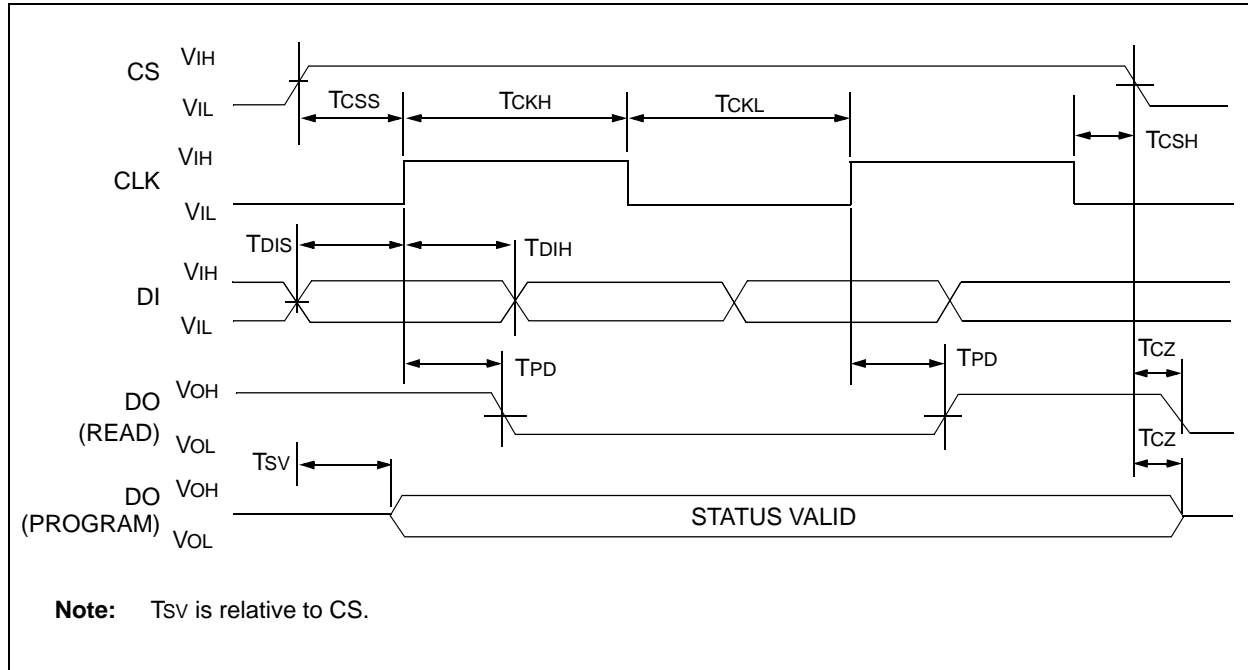 CS
VIH
VIL
TCSS
TCKH
TCKL
TCSH
CLK
VIH
VIL
TDIS
TDIH
DI
VIH
VIL
TPD
TPD
TCZ
DO
(READ)
VOH
VOL
TCZ
TSV
DO
(PROGRAM)
VOH
VOL
STATUS VALID
Note: TSV is relative to CS.